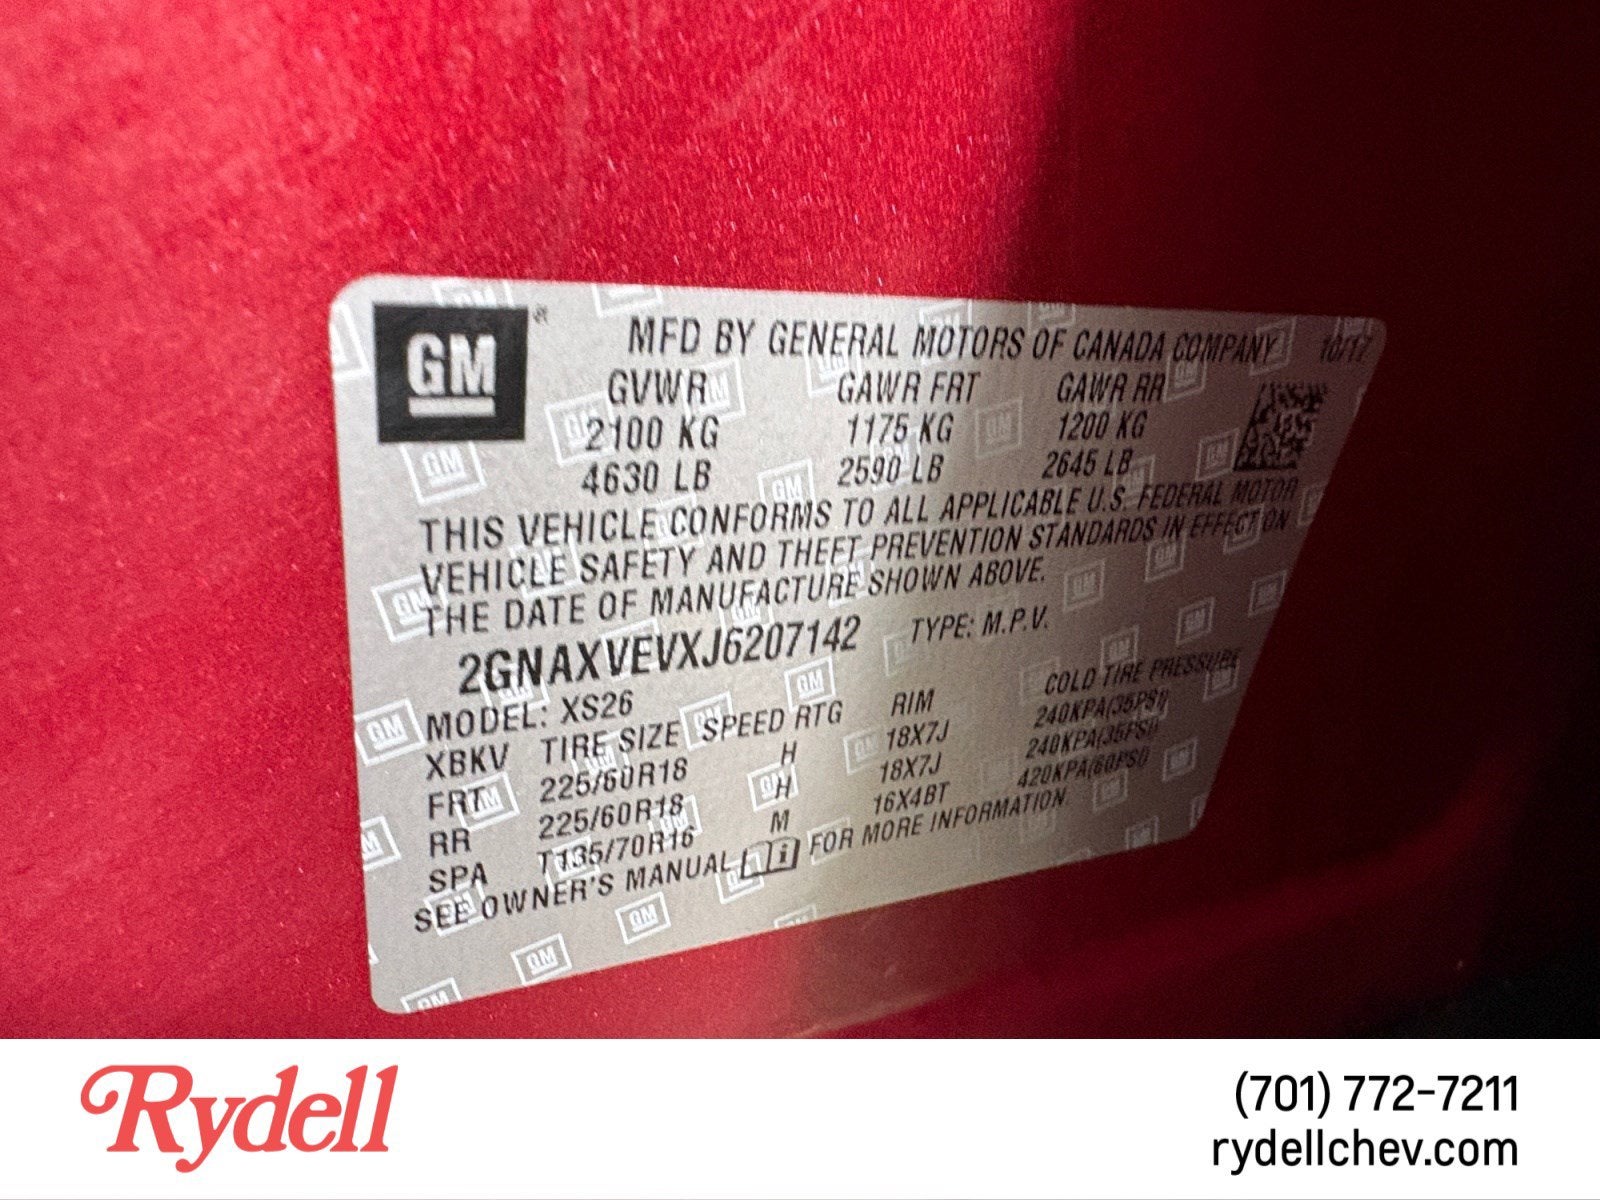 GM
MFD BY GENERAL MOTORS OF CANADA COMPANY 10/17
GVWR GAWR FRT GAWR RR
2100 KG 1175 KG 1200 KG
4630 LB 2590 LB 2645 LB
THIS VEHICLE CONFORMS TO ALL APPLICABLE U.S. FEDERAL MOTOR
VEHICLE SAFETY AND THEFT PREVENTION STANDARDS IN EFFECT ON
THE DATE OF MANUFACTURE SHOWN ABOVE.
2GNAXVEVXJ6207142 TYPE: M.P.V.
MODEL: XS26
XBKV TIRE SIZE SPEED RTG RIM COLD TIRE PRESSURE
FRT 225/60R18 H 18X7J 240KPA(35PSI)
RR 225/60R18 H 18X7J 240KPA(35PSI)
SPA T135/70R16 M 16X4BT 420KPA(60PSI)
SEE OWNER'S MANUAL FOR MORE INFORMATION.
Rydell
(701) 772-7211
rydellchev.com